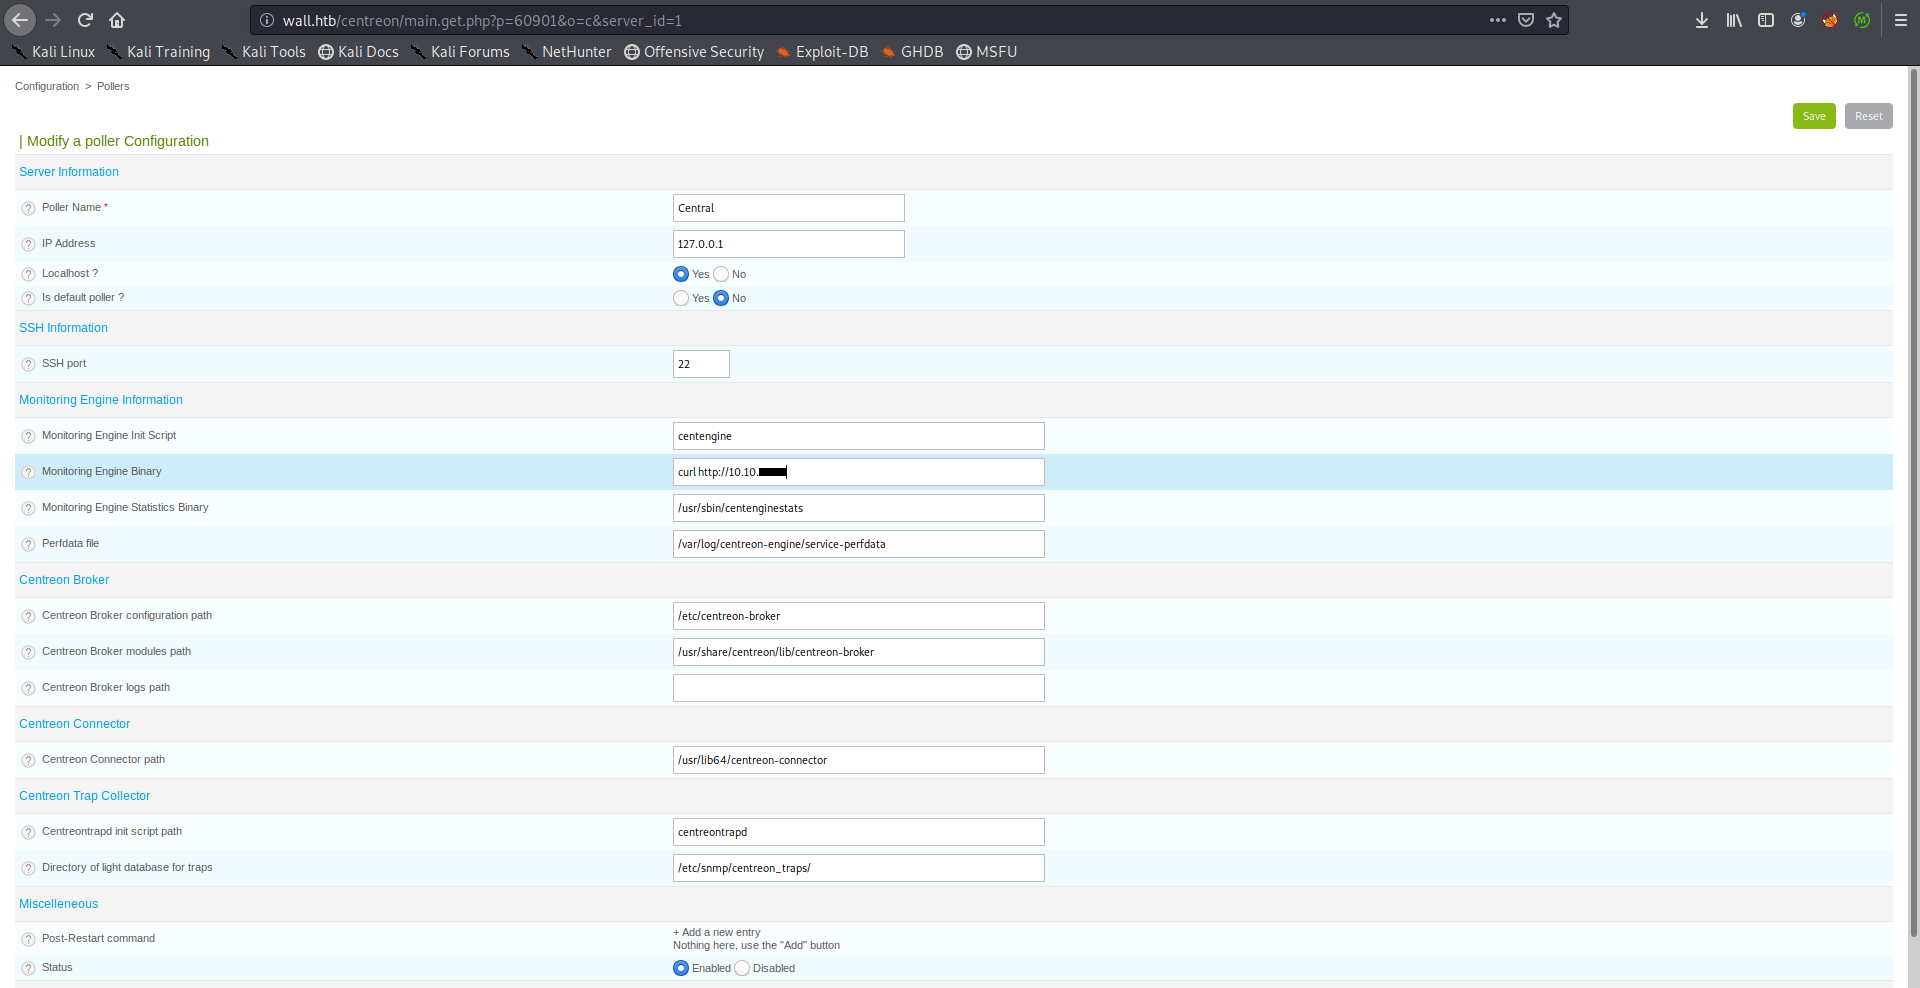 wall.htb/centreon/main.get.php?p=60901&o=c&server_id=1
Kali Linux Kali Training Kali Tools Kali Docs Kali Forums NetHunter Offensive Security Exploit-DB GHDB MSFU
Configuration > Pollers
Save Reset
| Modify a poller Configuration
Server Information
? Poller Name * Central
? IP Address 127.0.0.1
? Localhost ? Yes No
? Is default poller ? Yes No
SSH Information
? SSH port 22
Monitoring Engine Information
? Monitoring Engine Init Script centengine
? Monitoring Engine Binary curl http://10.10.
? Monitoring Engine Statistics Binary /usr/sbin/centenginestats
? Perfdata file /var/log/centreon-engine/service-perfdata
Centreon Broker
? Centreon Broker configuration path /etc/centreon-broker
? Centreon Broker modules path /usr/share/centreon/lib/centreon-broker
? Centreon Broker logs path
Centreon Connector
? Centreon Connector path /usr/lib64/centreon-connector
Centreon Trap Collector
? Centreontrapd init script path centreontrapd
? Directory of light database for traps /etc/snmp/centreon_traps/
Miscelleneous
? Post-Restart command + Add a new entry
Nothing here, use the "Add" button
? Status Enabled Disabled